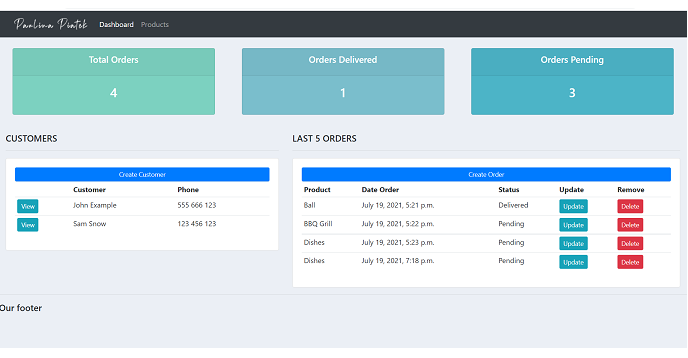 Paulina Piatek Dashboard Products
Total Orders
4
Orders Delivered
1
Orders Pending
3
CUSTOMERS
Create Customer
Customer Phone
View John Example 555 666 123
View Sam Snow 123 456 123
LAST 5 ORDERS
Create Order
Product Date Order Status Update Remove
Ball July 19, 2021, 5:21 p.m. Delivered Update Delete
BBQ Grill July 19, 2021, 5:22 p.m. Pending Update Delete
Dishes July 19, 2021, 5:23 p.m. Pending Update Delete
Dishes July 19, 2021, 7:18 p.m. Pending Update Delete
Our footer